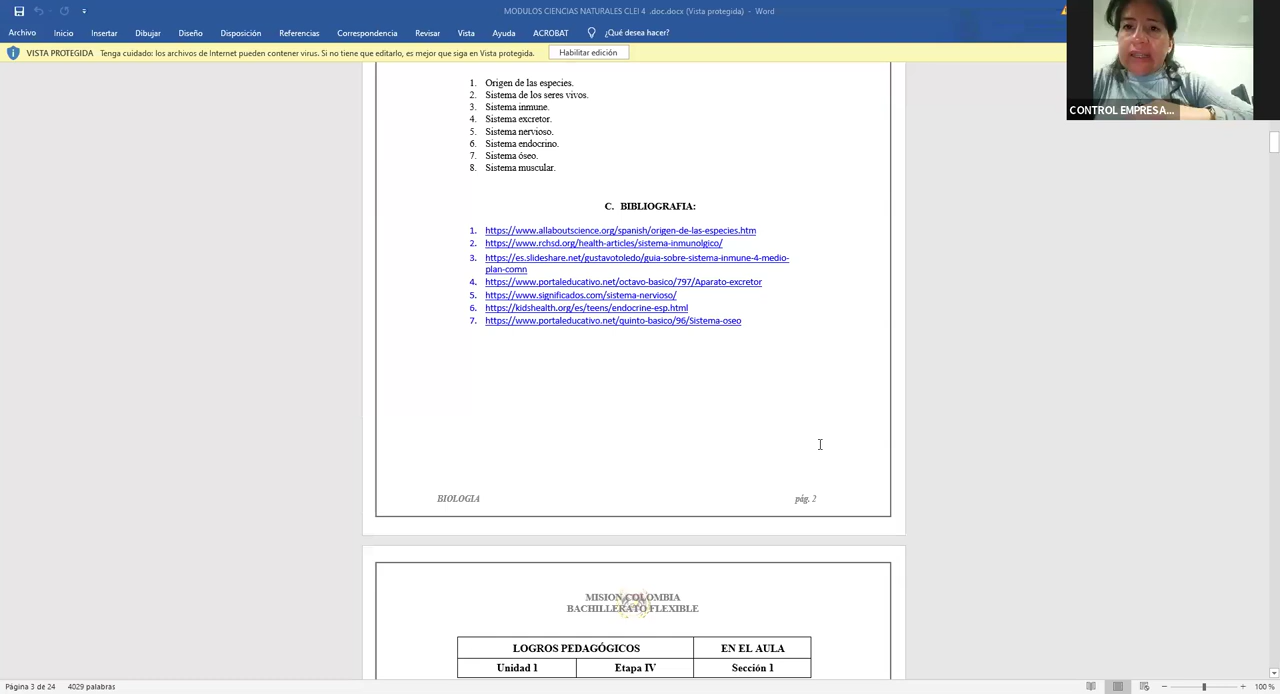 MODULOS CIENCIAS NATURALES CLEI 4 .doc.docx (Vista protegida) - Word
Archivo Inicio Insertar Dibujar Diseño Disposición Referencias Correspondencia Revisar Vista Ayuda ACROBAT ¿Qué desea hacer?
VISTA PROTEGIDA Tenga cuidado: los archivos de Internet pueden contener virus. Si no tiene que editarlo, es mejor que siga en Vista protegida. Habilitar edición
CONTROL EMPRESA...
1. Origen de las especies.
2. Sistema de los seres vivos.
3. Sistema inmune.
4. Sistema excretor.
5. Sistema nervioso.
6. Sistema endocrino.
7. Sistema óseo.
8. Sistema muscular.
C. BIBLIOGRAFIA:
1. https://www.allaboutscience.org/spanish/origen-de-las-especies.htm
2. https://www.rchsd.org/health-articles/sistema-inmunolgico/
3. https://es.slideshare.net/gustavotoledo/guia-sobre-sistema-inmune-4-medio-
plan-comn
4. https://www.portaleducativo.net/octavo-basico/797/Aparato-excretor
5. https://www.significados.com/sistema-nervioso/
6. https://kidshealth.org/es/teens/endocrine-esp.html
7. https://www.portaleducativo.net/quinto-basico/96/Sistema-oseo
BIOLOGIA pág. 2
MISION COLOMBIA
BACHILLERATO FLEXIBLE
LOGROS PEDAGÓGICOS EN EL AULA
Unidad 1 Etapa IV Sección 1
Página 3 de 24 4029 palabras 100 %